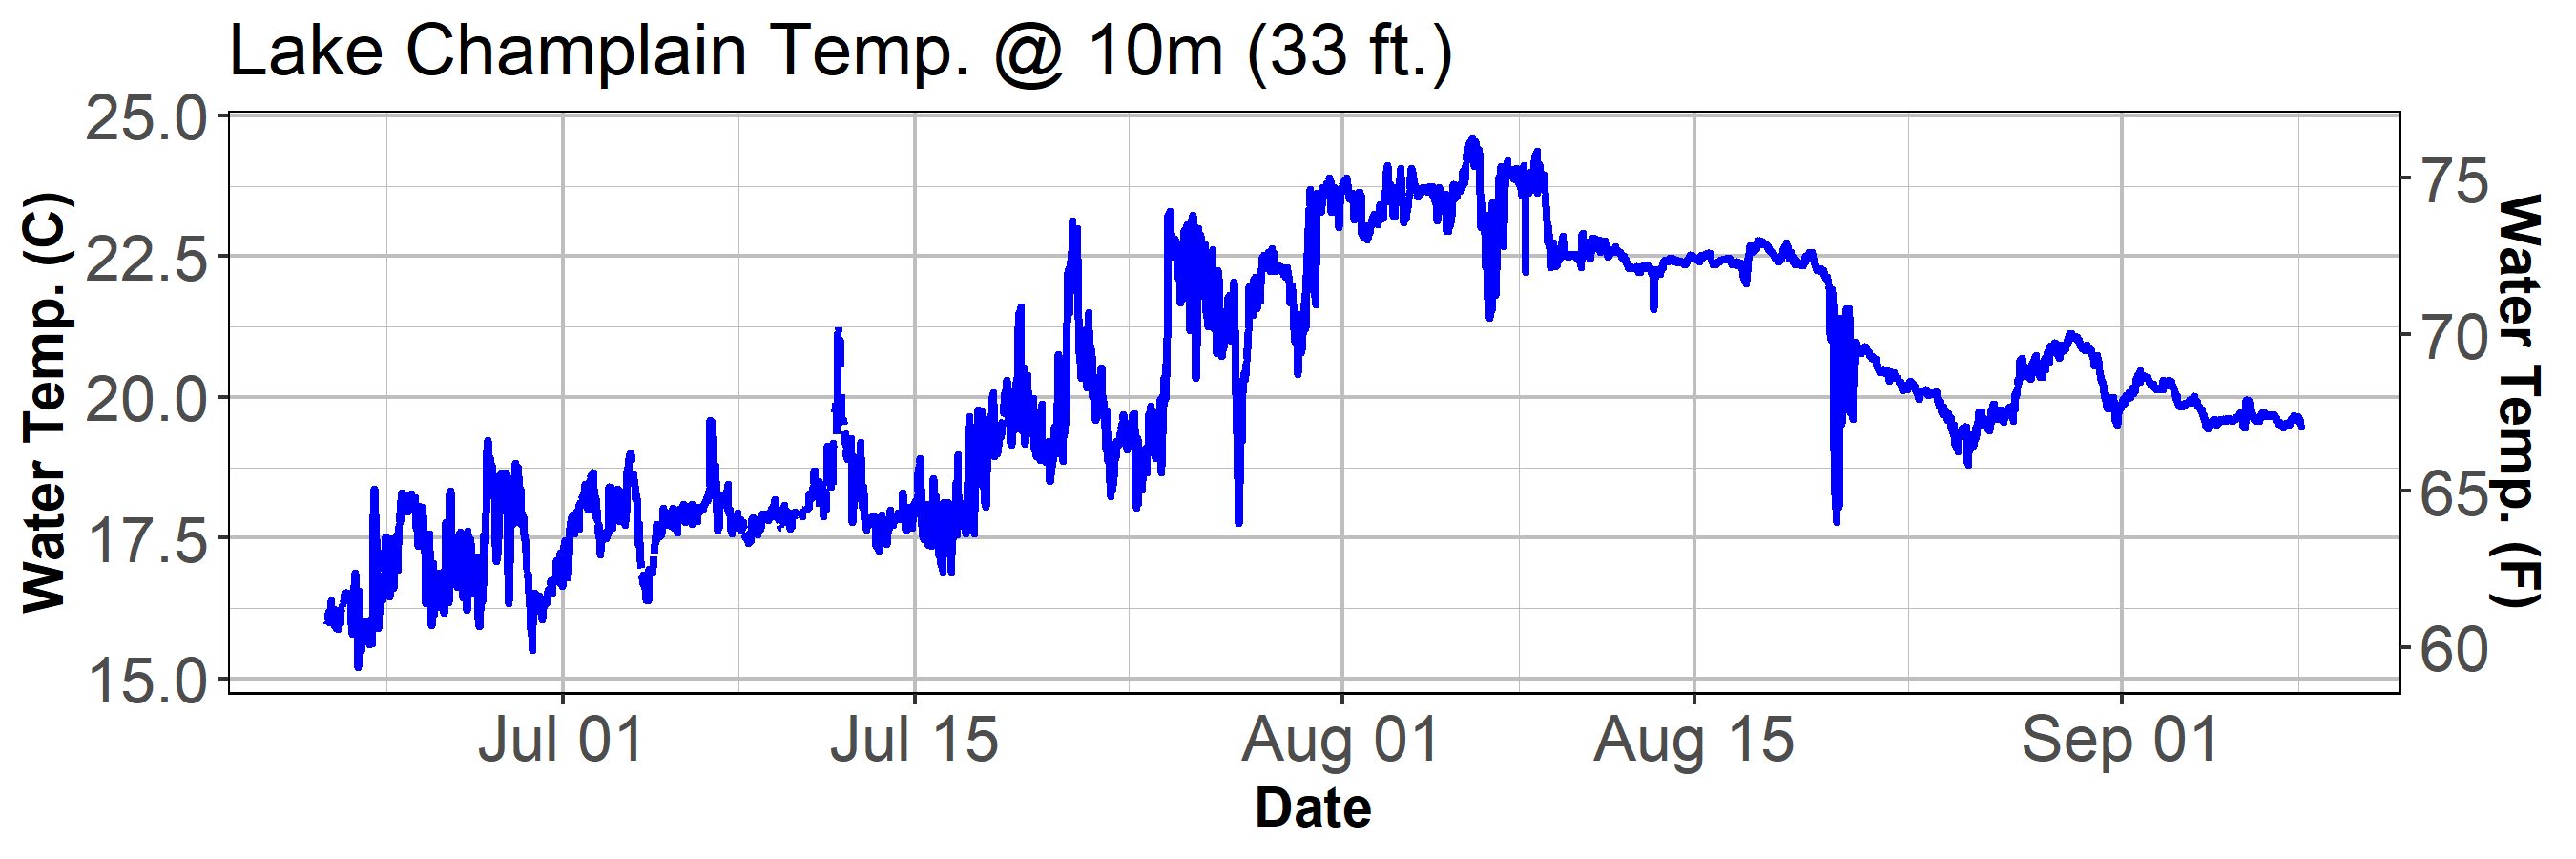 Lake Champlain Temp. @ 10m (33 ft.)
Water Temp. (C)
25.0
22.5
20.0
17.5
15.0
75
70
65
60
Water Temp. (F)
Jul 01
Jul 15
Aug 01
Aug 15
Sep 01
Date